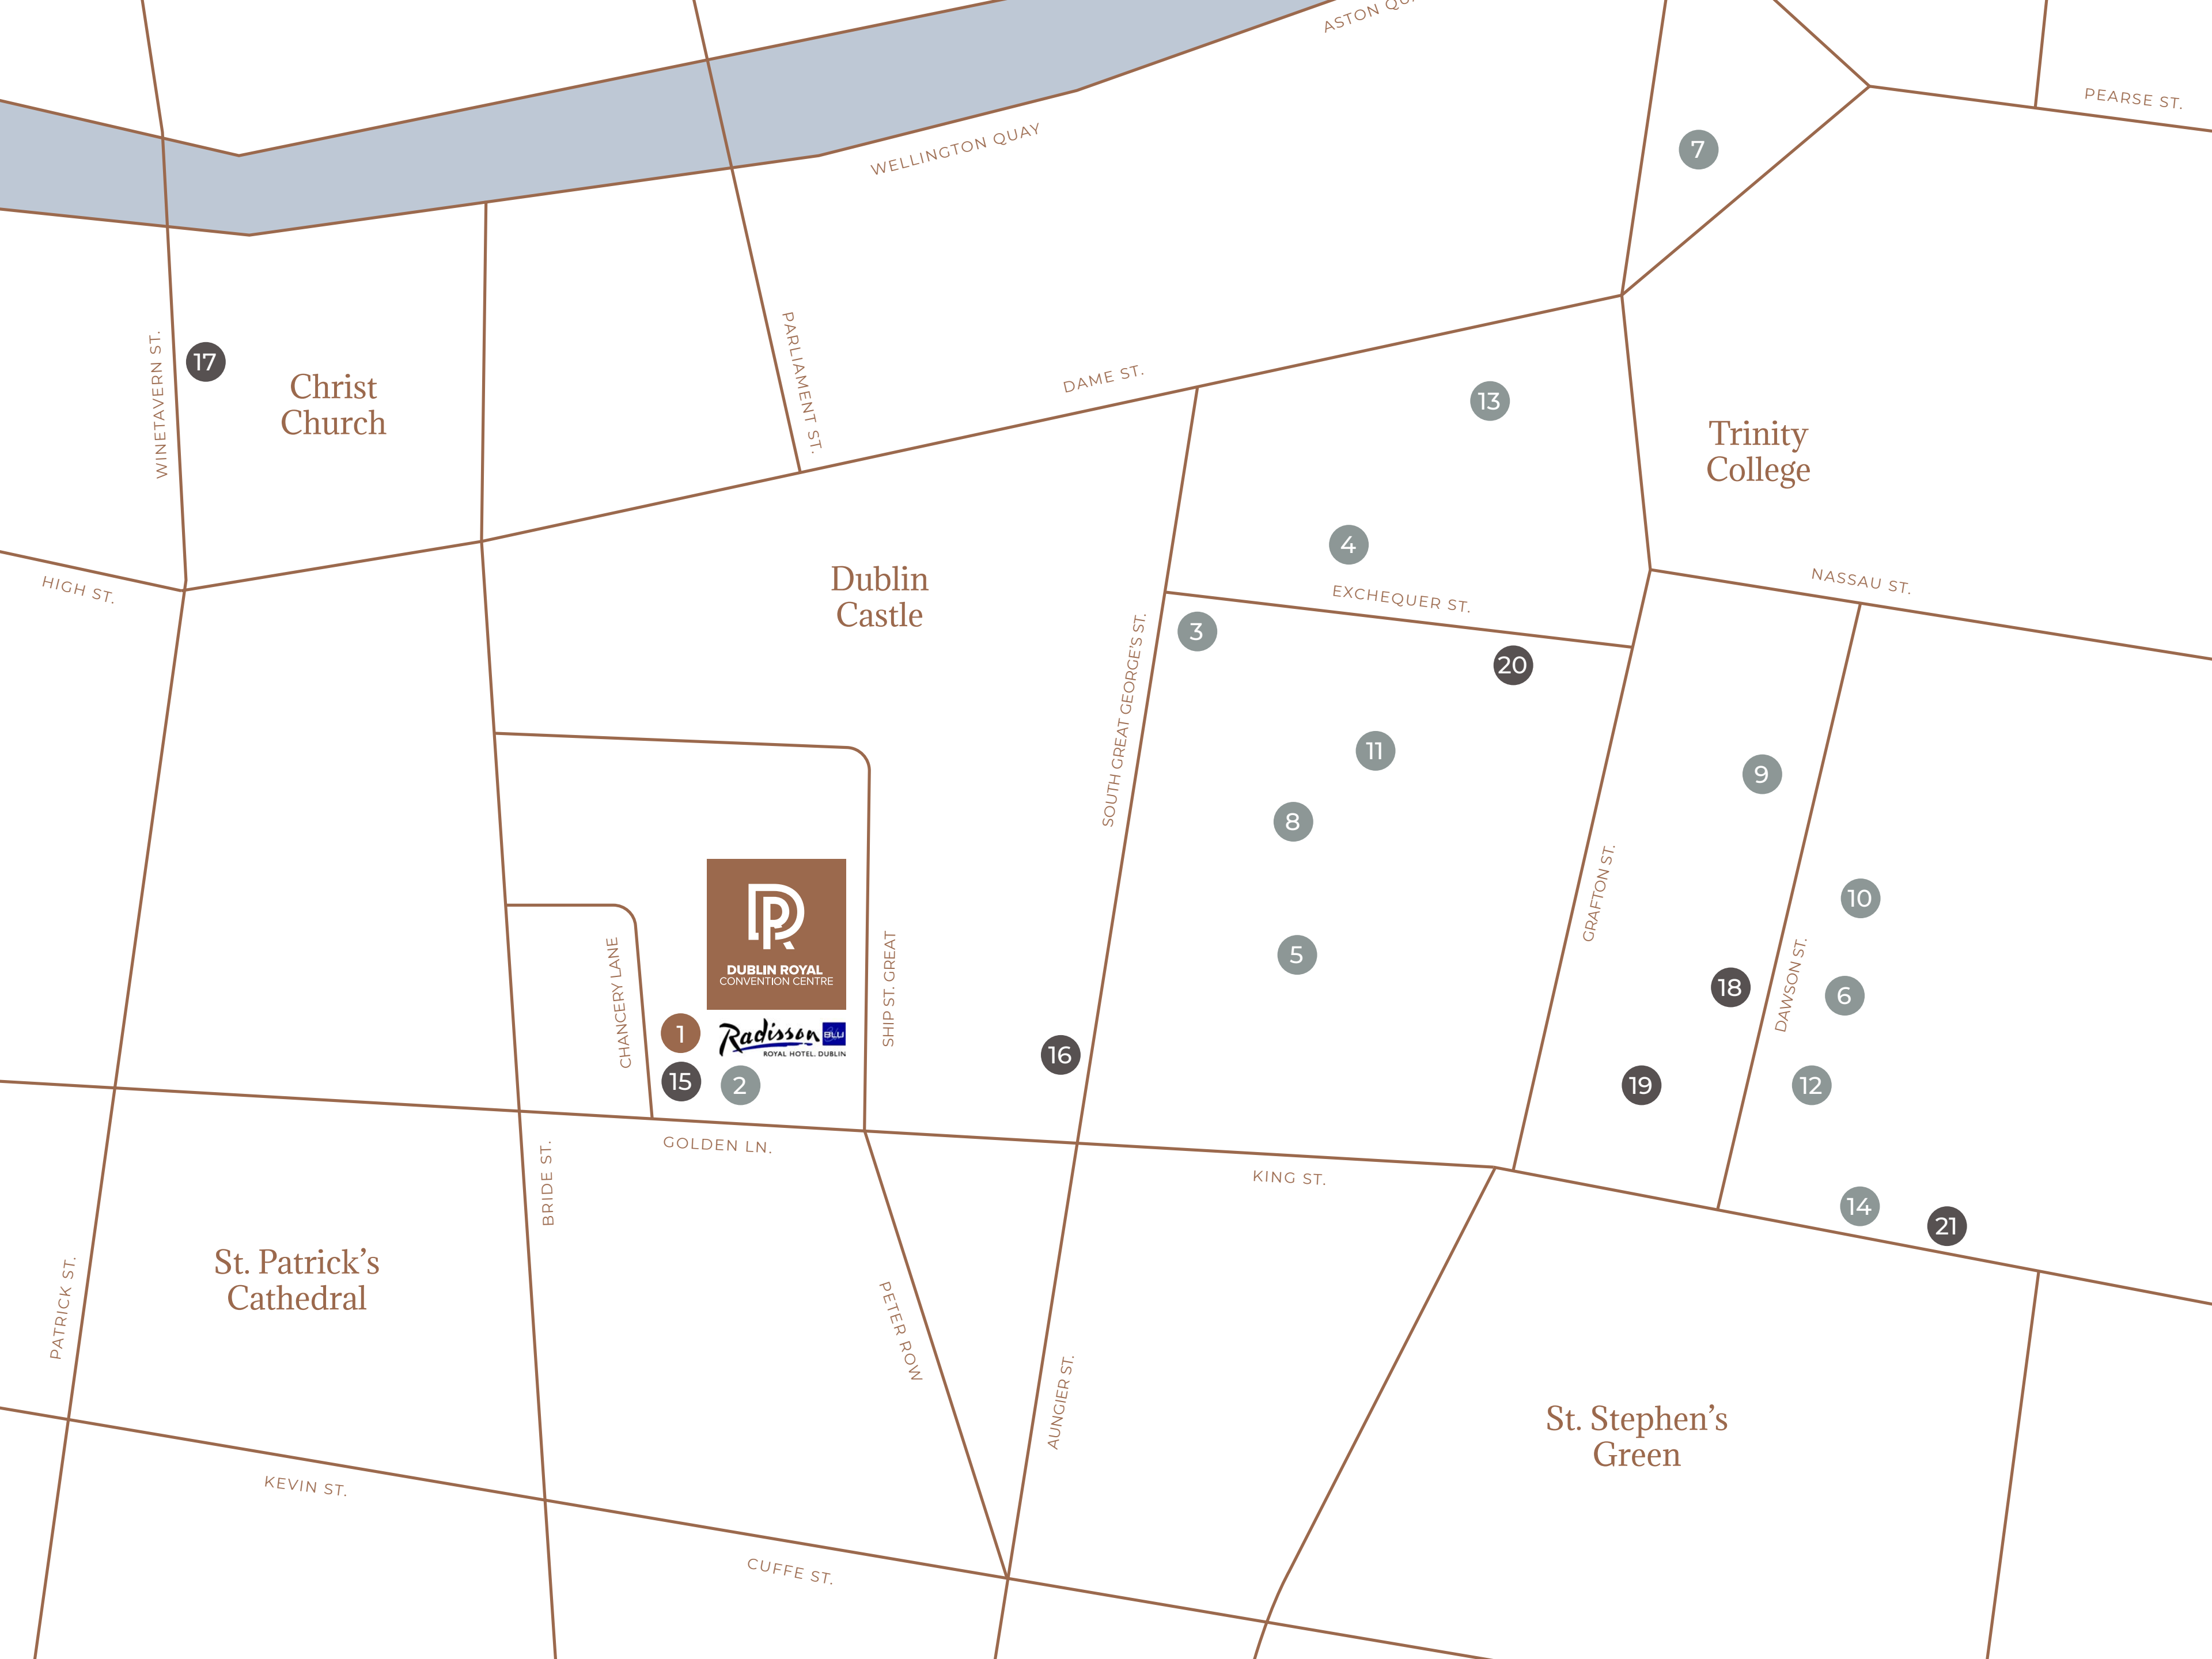 ASTON QU
PEARSE ST.
WELLINGTON QUAY
7
PARLIAMENT ST.
WINETAVERN ST.
17
Christ
Church
DAME ST.
13
Trinity
College
4
HIGH ST.
Dublin
Castle
EXCHEQUER ST.
NASSAU ST.
3
20
SOUTH GREAT GEORGE'S ST.
11
9
8
GRAFTON ST.
10
DUBLIN ROYAL
CONVENTION CENTRE
5
CHANCERY LANE
SHIP ST. GREAT
18
DAWSON ST.
6
1
Radisson BLU
ROYAL HOTEL, DUBLIN
16
15
2
19
12
GOLDEN LN.
BRIDE ST.
KING ST.
14
21
St. Patrick’s
Cathedral
PATRICK ST.
PETER ROW
AUNGIER ST.
St. Stephen’s
Green
KEVIN ST.
CUFFE ST.